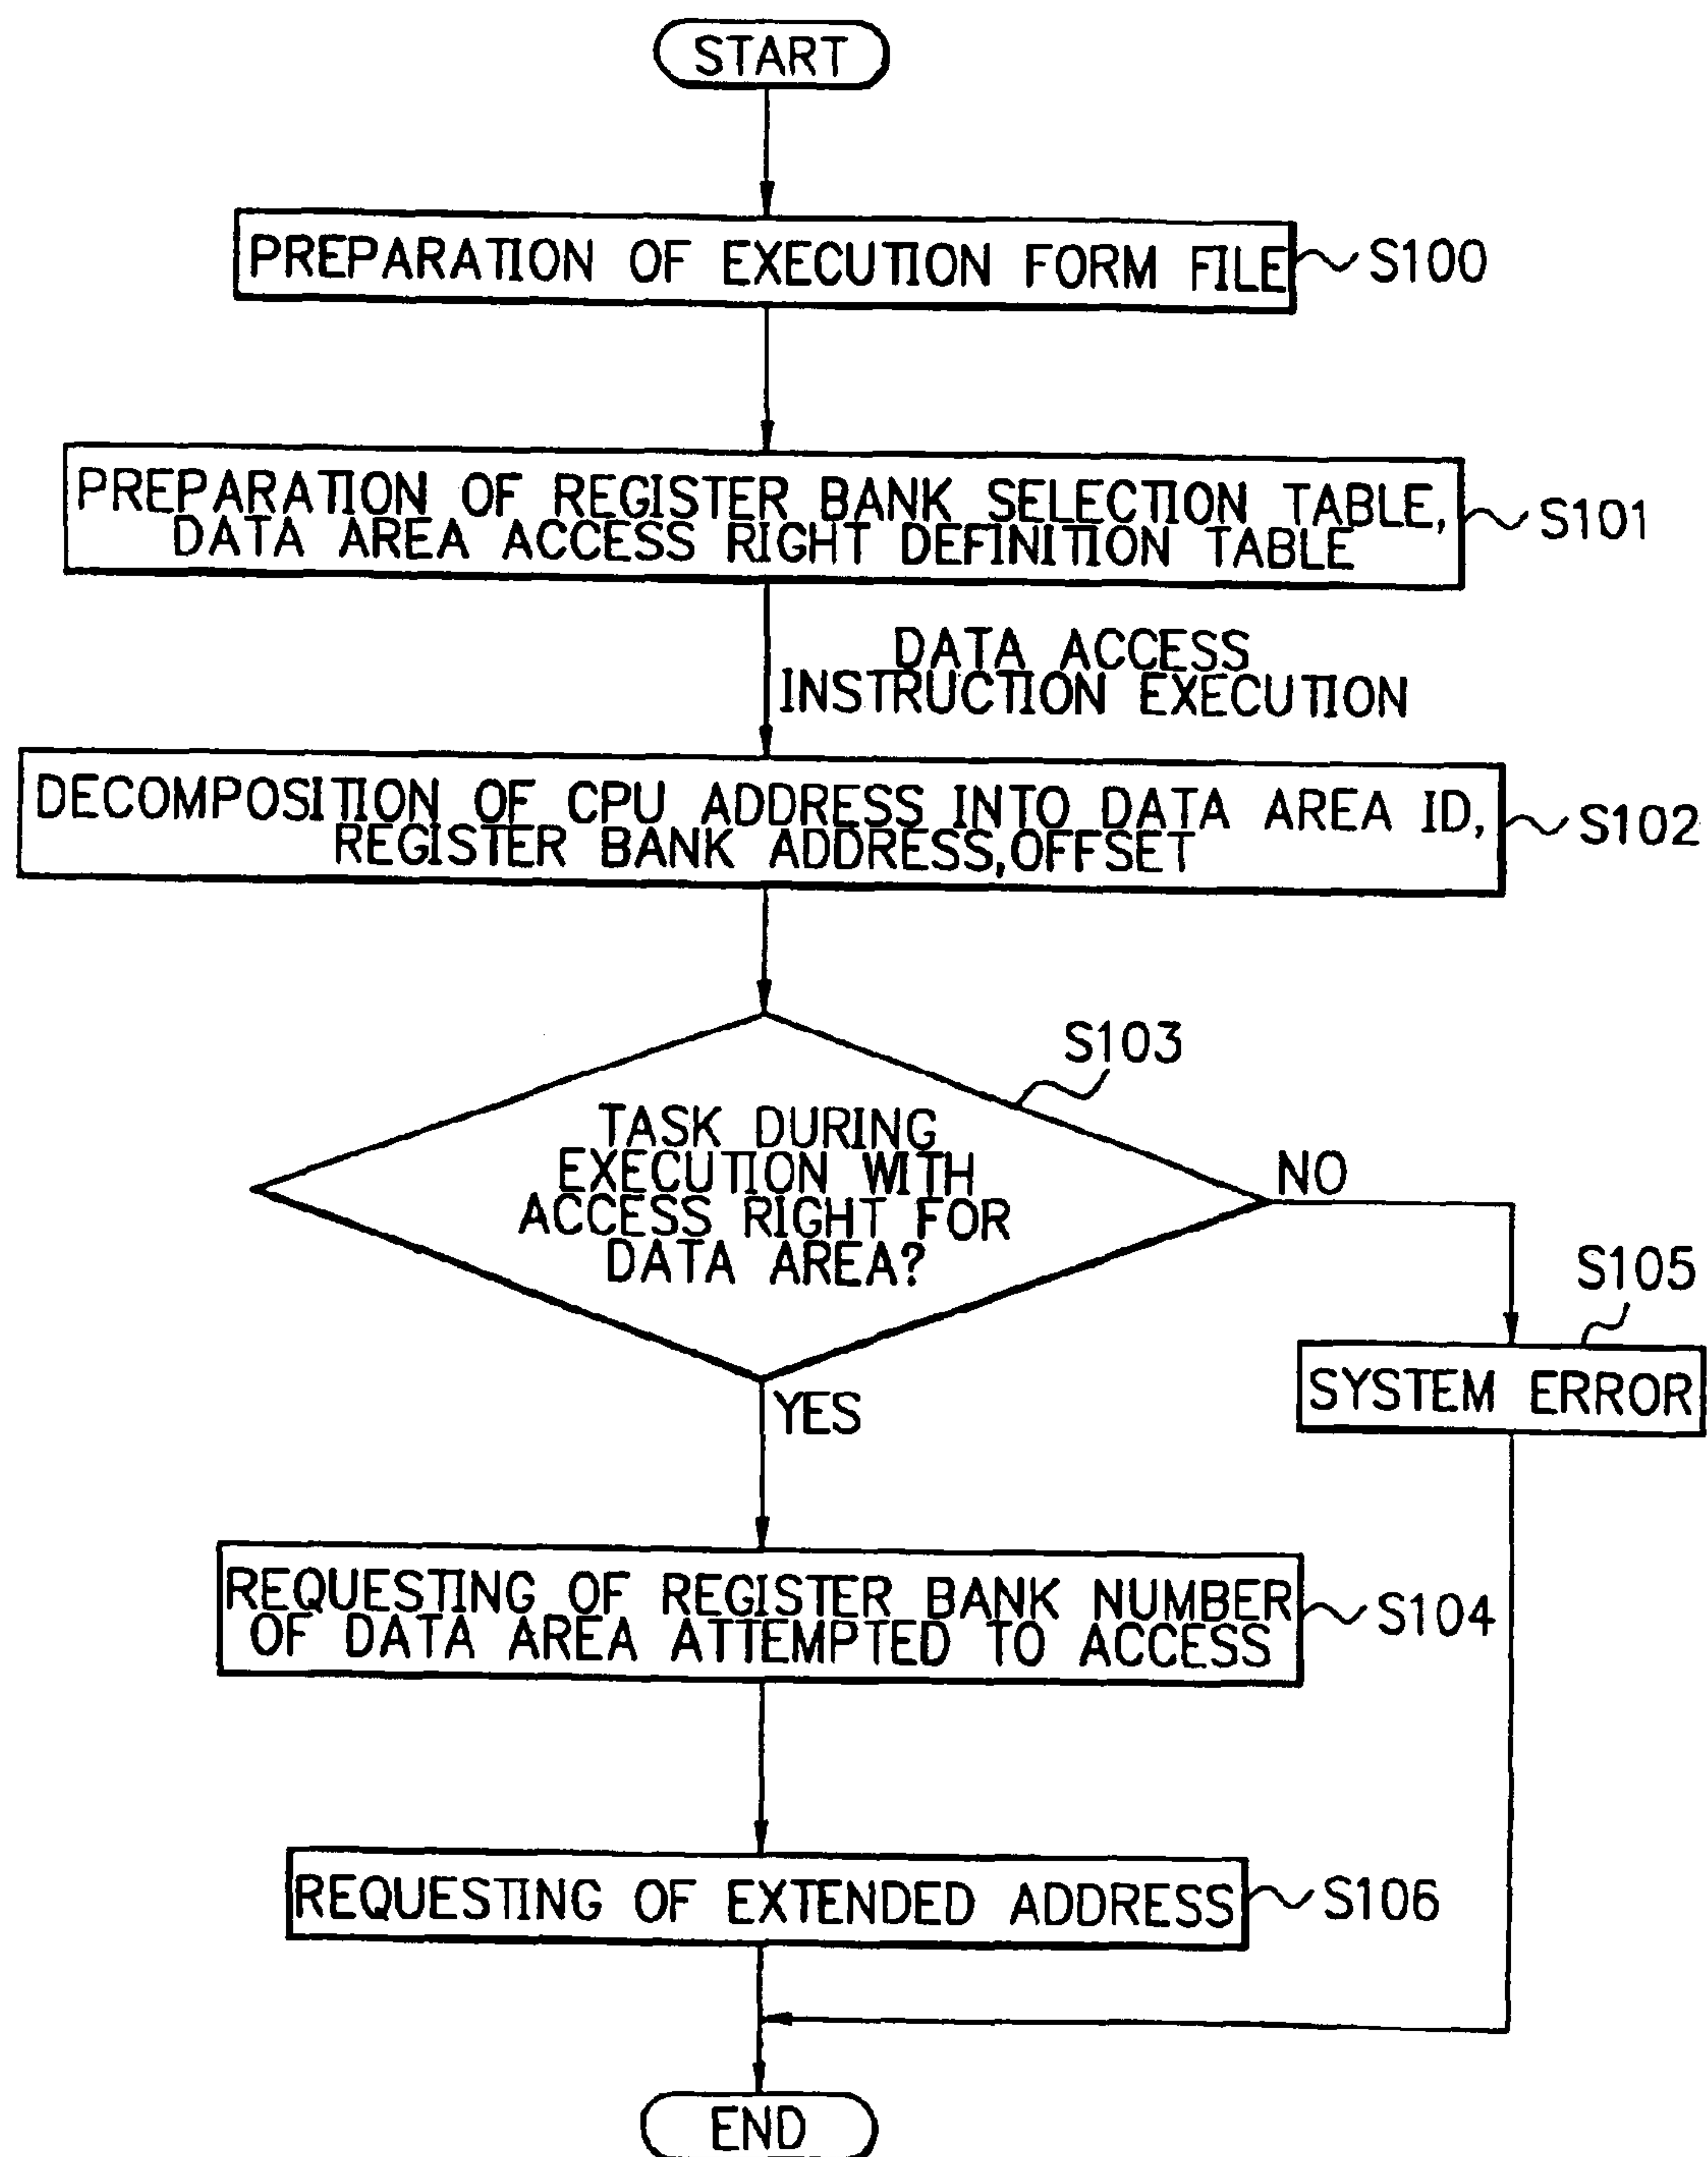 START
PREPARATION OF EXECUTION FORM FILE
S100
PREPARATION OF REGISTER BANK SELECTION TABLE,
DATA AREA ACCESS RIGHT DEFINITION TABLE
S101
DATA ACCESS
INSTRUCTION EXECUTION
DECOMPOSITION OF CPU ADDRESS INTO DATA AREA ID,
REGISTER BANK ADDRESS,OFFSET
S102
S103
TASK DURING
EXECUTION WITH
ACCESS RIGHT FOR
DATA AREA?
NO
S105
SYSTEM ERROR
YES
REQUESTING OF REGISTER BANK NUMBER
OF DATA AREA ATTEMPTED TO ACCESS
S104
REQUESTING OF EXTENDED ADDRESS
S106
END